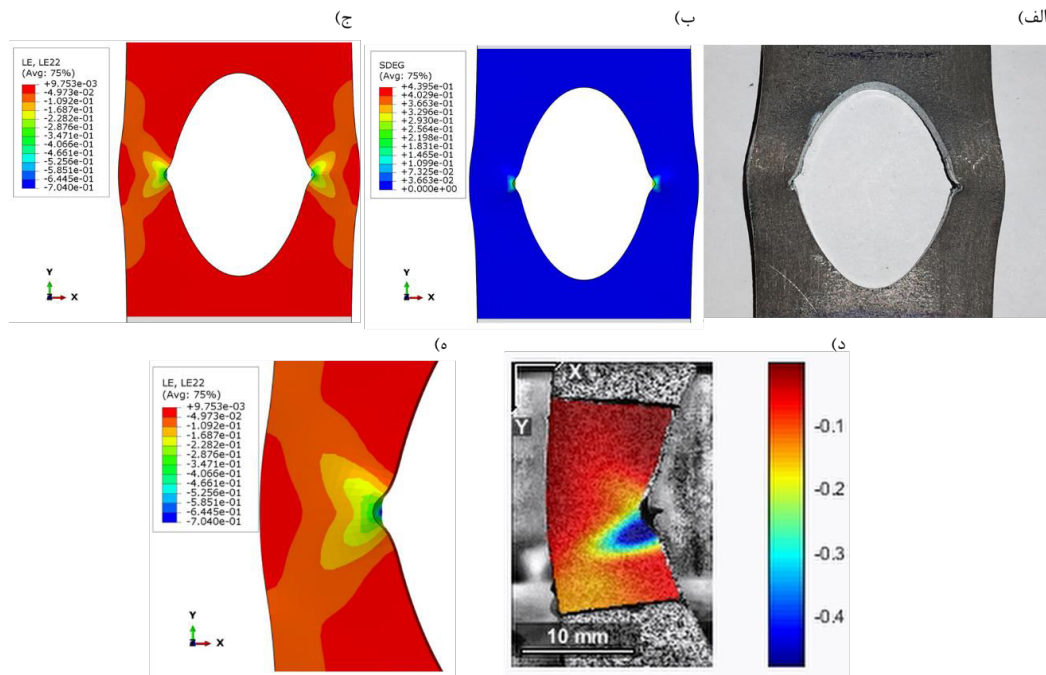 الف)
ب)
ج)
SDEG
(Avg: 75%)
+4.395e-01
+4.029e-01
+3.663e-01
+3.296e-01
+2.930e-01
+2.564e-01
+2.198e-01
+1.831e-01
+1.465e-01
+1.099e-01
+7.325e-02
+3.663e-02
+0.000e+00
Y
Z
X
LE, LE22
(Avg: 75%)
+9.753e-03
-4.973e-02
-1.092e-01
-1.687e-01
-2.282e-01
-2.876e-01
-3.471e-01
-4.066e-01
-4.661e-01
-5.256e-01
-5.851e-01
-6.445e-01
-7.040e-01
Y
Z
X
د)
X
Y
10 mm
-0.1
-0.2
-0.3
-0.4
ه)
LE, LE22
(Avg: 75%)
+9.753e-03
-4.973e-02
-1.092e-01
-1.687e-01
-2.282e-01
-2.876e-01
-3.471e-01
-4.066e-01
-4.661e-01
-5.256e-01
-5.851e-01
-6.445e-01
-7.040e-01
Y
Z
X